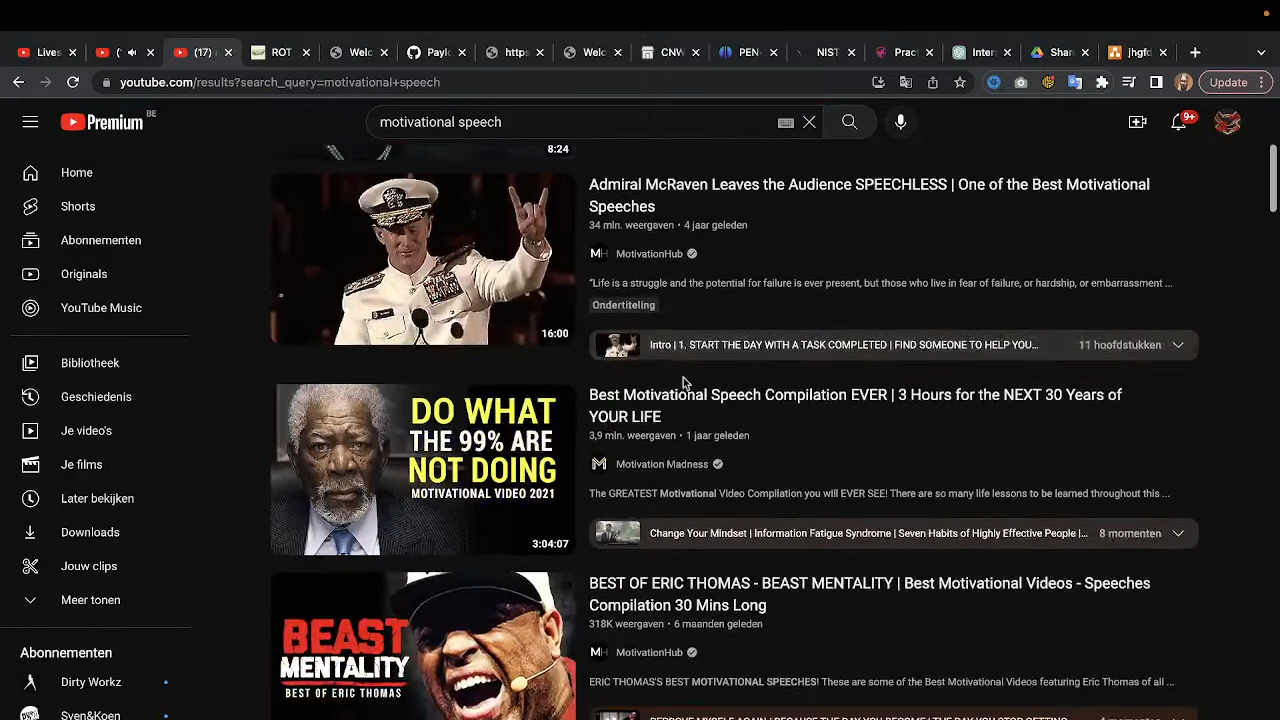 Lives
(
(17)
ROT
Welc
Paylo
https
Welc
CNW
PEN-
NIST
Prac
Inter
Shar
jhgfd
youtube.com/results?search_query=motivational+speech
Update
Premium
BE
motivational speech
9+
Home
Shorts
Abonnementen
Originals
YouTube Music
Bibliotheek
Geschiedenis
Je video's
Je films
Later bekijken
Downloads
Jouw clips
Meer tonen
Abonnementen
Dirty Workz
Sven&Koen
8:24
Admiral McRaven Leaves the Audience SPEECHLESS | One of the Best Motivational
Speeches
34 mln. weergaven • 4 jaar geleden
MH MotivationHub
"Life is a struggle and the potential for failure is ever present, but those who live in fear of failure, or hardship, or embarrassment ...
Ondertiteling
16:00
Intro | 1. START THE DAY WITH A TASK COMPLETED | FIND SOMEONE TO HELP YOU...
11 hoofdstukken
DO WHAT
THE 99% ARE
NOT DOING
MOTIVATIONAL VIDEO 2021
3:04:07
Best Motivational Speech Compilation EVER | 3 Hours for the NEXT 30 Years of
YOUR LIFE
3,9 mln. weergaven • 1 jaar geleden
Motivation Madness
The GREATEST Motivational Video Compilation you will EVER SEE! There are so many life lessons to be learned throughout this ...
Change Your Mindset | Information Fatigue Syndrome | Seven Habits of Highly Effective People |...
8 momenten
BEAST
MENTALITY
BEST OF ERIC THOMAS
BEST OF ERIC THOMAS - BEAST MENTALITY | Best Motivational Videos - Speeches
Compilation 30 Mins Long
318K weergaven • 6 maanden geleden
MH MotivationHub
ERIC THOMAS'S BEST MOTIVATIONAL SPEECHES! These are some of the Best Motivational Videos featuring Eric Thomas of all ...